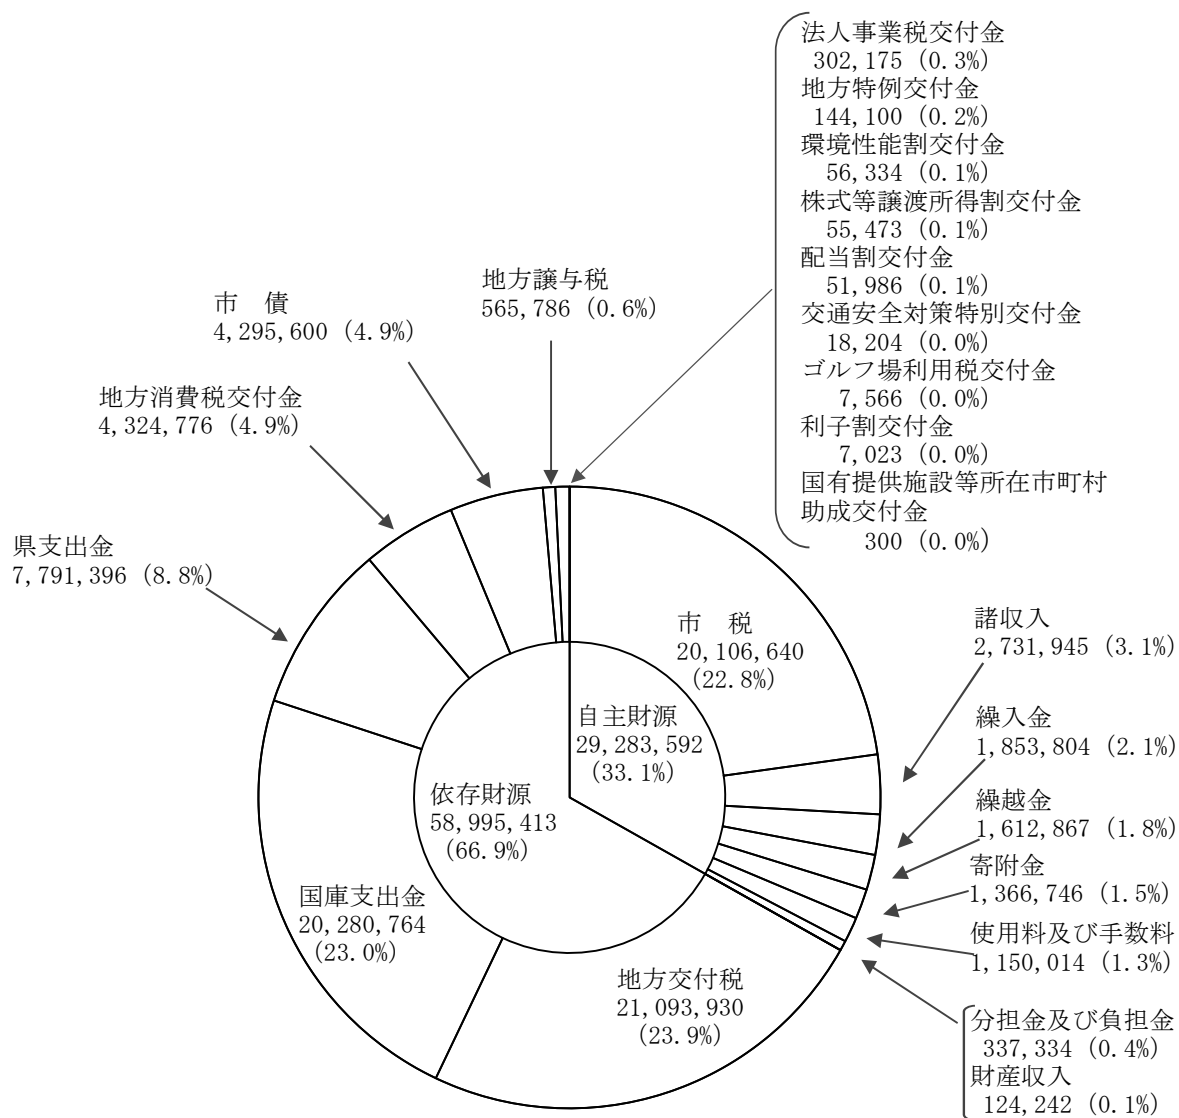 法人事業税交付金
302,175 (0.3%)
地方特例交付金
144,100 (0.2%)
環境性能割交付金
56,334 (0.1%)
株式等譲渡所得割交付金
55,473 (0.1%)
配当割交付金
51,986 (0.1%)
交通安全対策特別交付金
18,204 (0.0%)
ゴルフ場利用税交付金
7,566 (0.0%)
利子割交付金
7,023 (0.0%)
国有提供施設等所在市町村
助成交付金
300 (0.0%)
地方譲与税
565,786 (0.6%)
市　債
4,295,600 (4.9%)
地方消費税交付金
4,324,776 (4.9%)
県支出金
7,791,396 (8.8%)
市　税
20,106,640
(22.8%)
諸収入
2,731,945 (3.1%)
繰入金
1,853,804 (2.1%)
繰越金
1,612,867 (1.8%)
寄附金
1,366,746 (1.5%)
使用料及び手数料
1,150,014 (1.3%)
分担金及び負担金
337,334 (0.4%)
財産収入
124,242 (0.1%)
自主財源
29,283,592
(33.1%)
依存財源
58,995,413
(66.9%)
国庫支出金
20,280,764
(23.0%)
地方交付税
21,093,930
(23.9%)